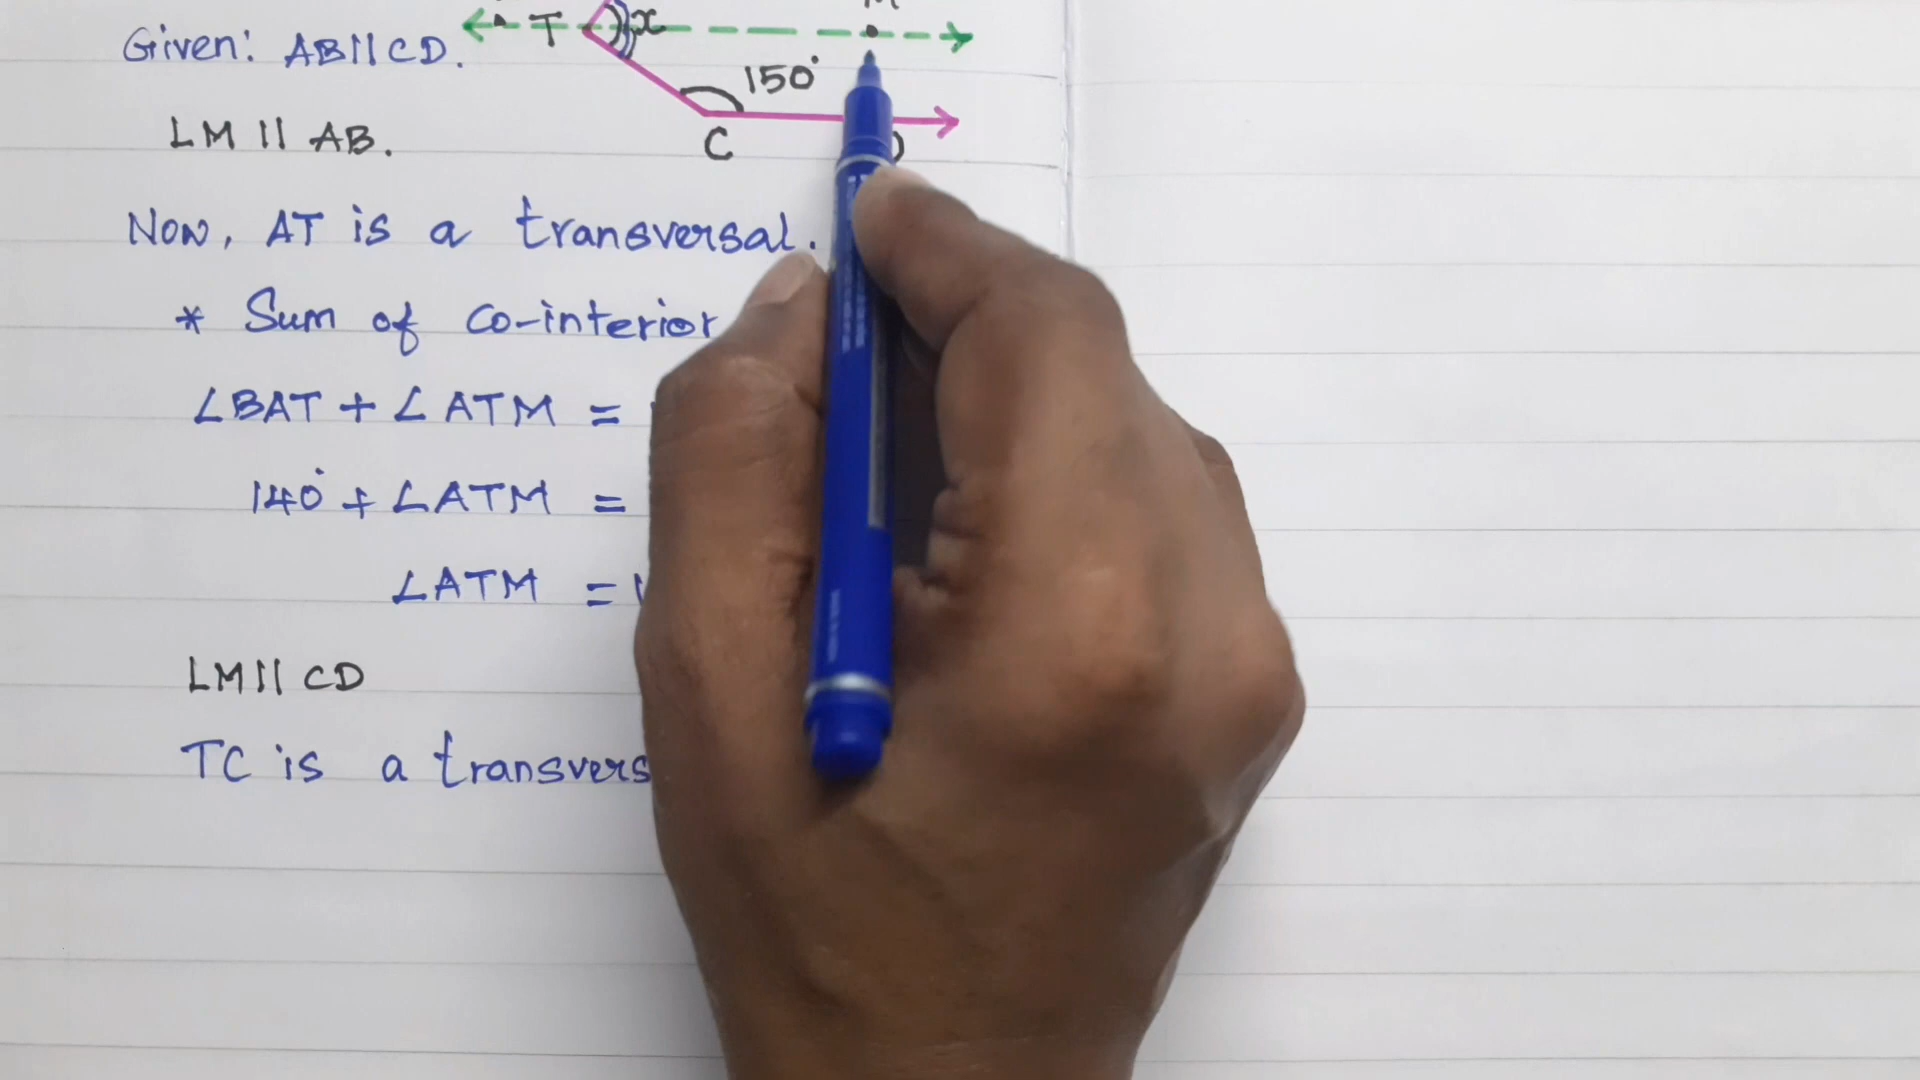 Given: AB || CD.
T x
150°
C
LM || AB.
Now, AT is a transversal.
* Sum of co-interior
∠BAT + ∠ATM =
140° + ∠ATM =
∠ATM =
LM || CD
TC is a transvers